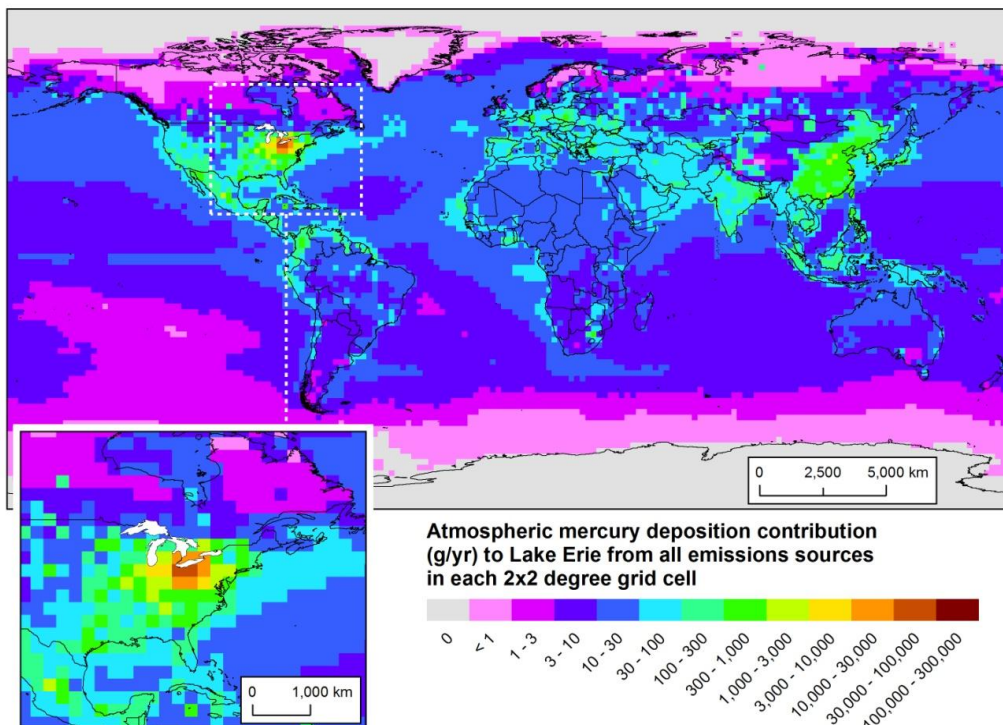 0 2,500 5,000 km
Atmospheric mercury deposition contribution
(g/yr) to Lake Erie from all emissions sources
in each 2x2 degree grid cell
0
< 1
1 - 3
3 - 10
10 - 30
30 - 100
100 - 300
300 - 1,000
1,000 - 3,000
3,000 - 10,000
10,000 - 30,000
30,000 - 100,000
100,000 - 300,000
0 1,000 km